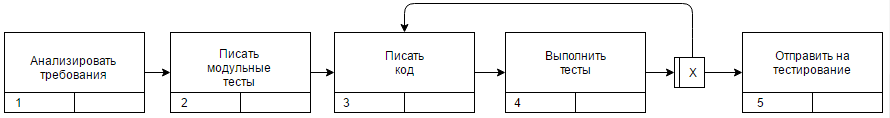 Анализировать
требования
1
Писать
модульные
тесты
2
Писать
код
3
Выполнить
тесты
4
X
Отправить на
тестирование
5